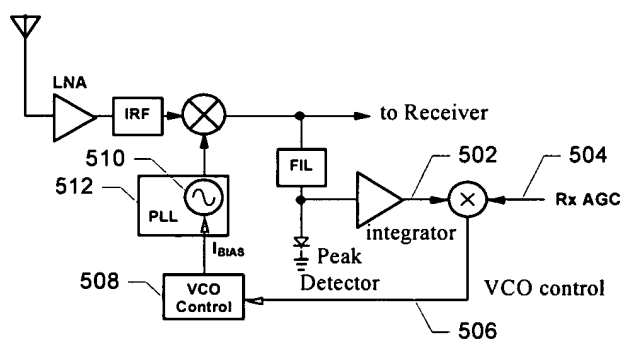 LNA
IRF
to Receiver
510
512
PLL
FIL
502
504
Rx AGC
integrator
I_BIAS
Peak
Detector
508
VCO
Control
VCO control
506